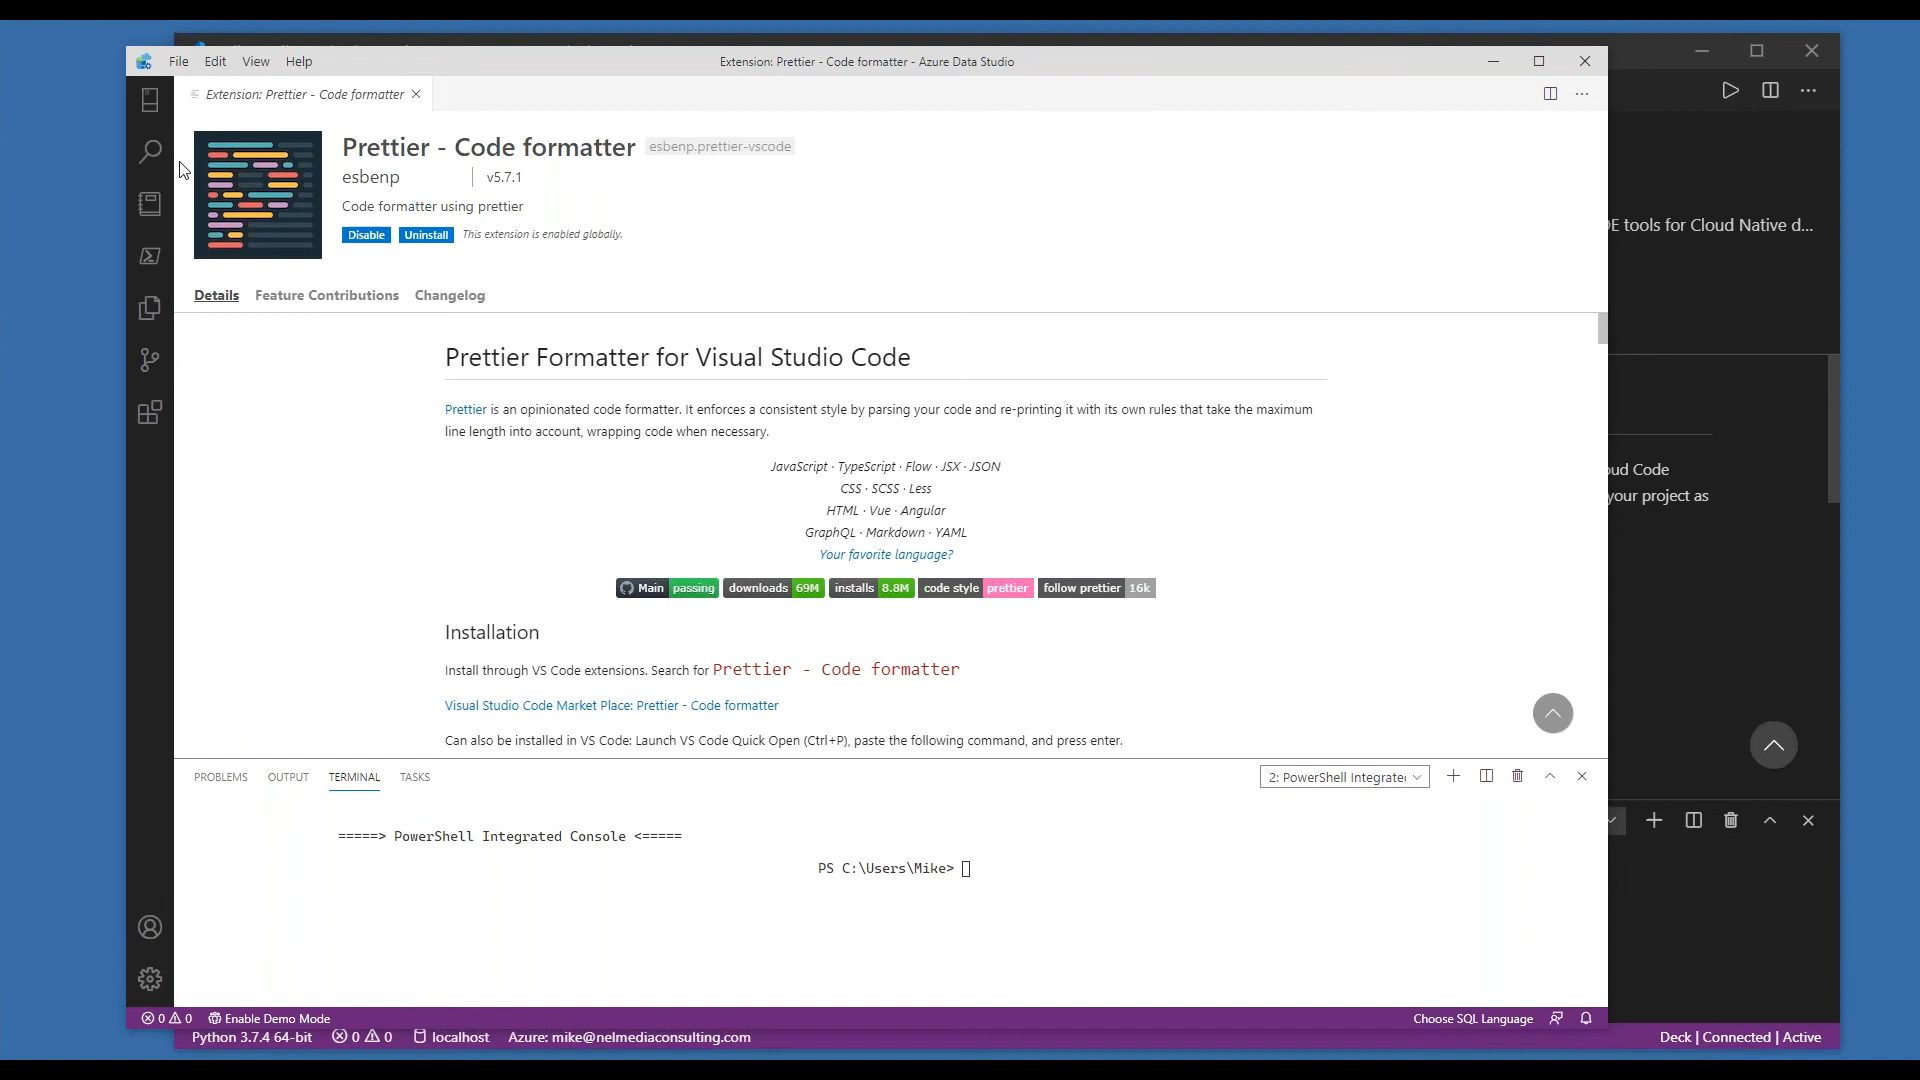 File Edit View Help
Extension: Prettier - Code formatter - Azure Data Studio
Extension: Prettier - Code formatter
Prettier - Code formatter esbenp.prettier-vscode
esbenp v5.7.1
Code formatter using prettier
Disable Uninstall This extension is enabled globally.
E tools for Cloud Native d...
Details Feature Contributions Changelog
Prettier Formatter for Visual Studio Code
Prettier is an opinionated code formatter. It enforces a consistent style by parsing your code and re-printing it with its own rules that take the maximum
line length into account, wrapping code when necessary.
JavaScript · TypeScript · Flow · JSX · JSON
CSS · SCSS · Less
HTML · Vue · Angular
GraphQL · Markdown · YAML
Your favorite language?
oud Code
your project as
Main passing downloads 69M installs 8.8M code style prettier follow prettier 16k
Installation
Install through VS Code extensions. Search for Prettier - Code formatter
Visual Studio Code Market Place: Prettier - Code formatter
Can also be installed in VS Code: Launch VS Code Quick Open (Ctrl+P), paste the following command, and press enter.
PROBLEMS OUTPUT TERMINAL TASKS 2: PowerShell Integrate
=====> PowerShell Integrated Console <=====
PS C:\Users\Mike>
0 0 Enable Demo Mode Choose SQL Language
Python 3.7.4 64-bit 0 0 localhost Azure: mike@nelmediaconsulting.com Deck | Connected | Active